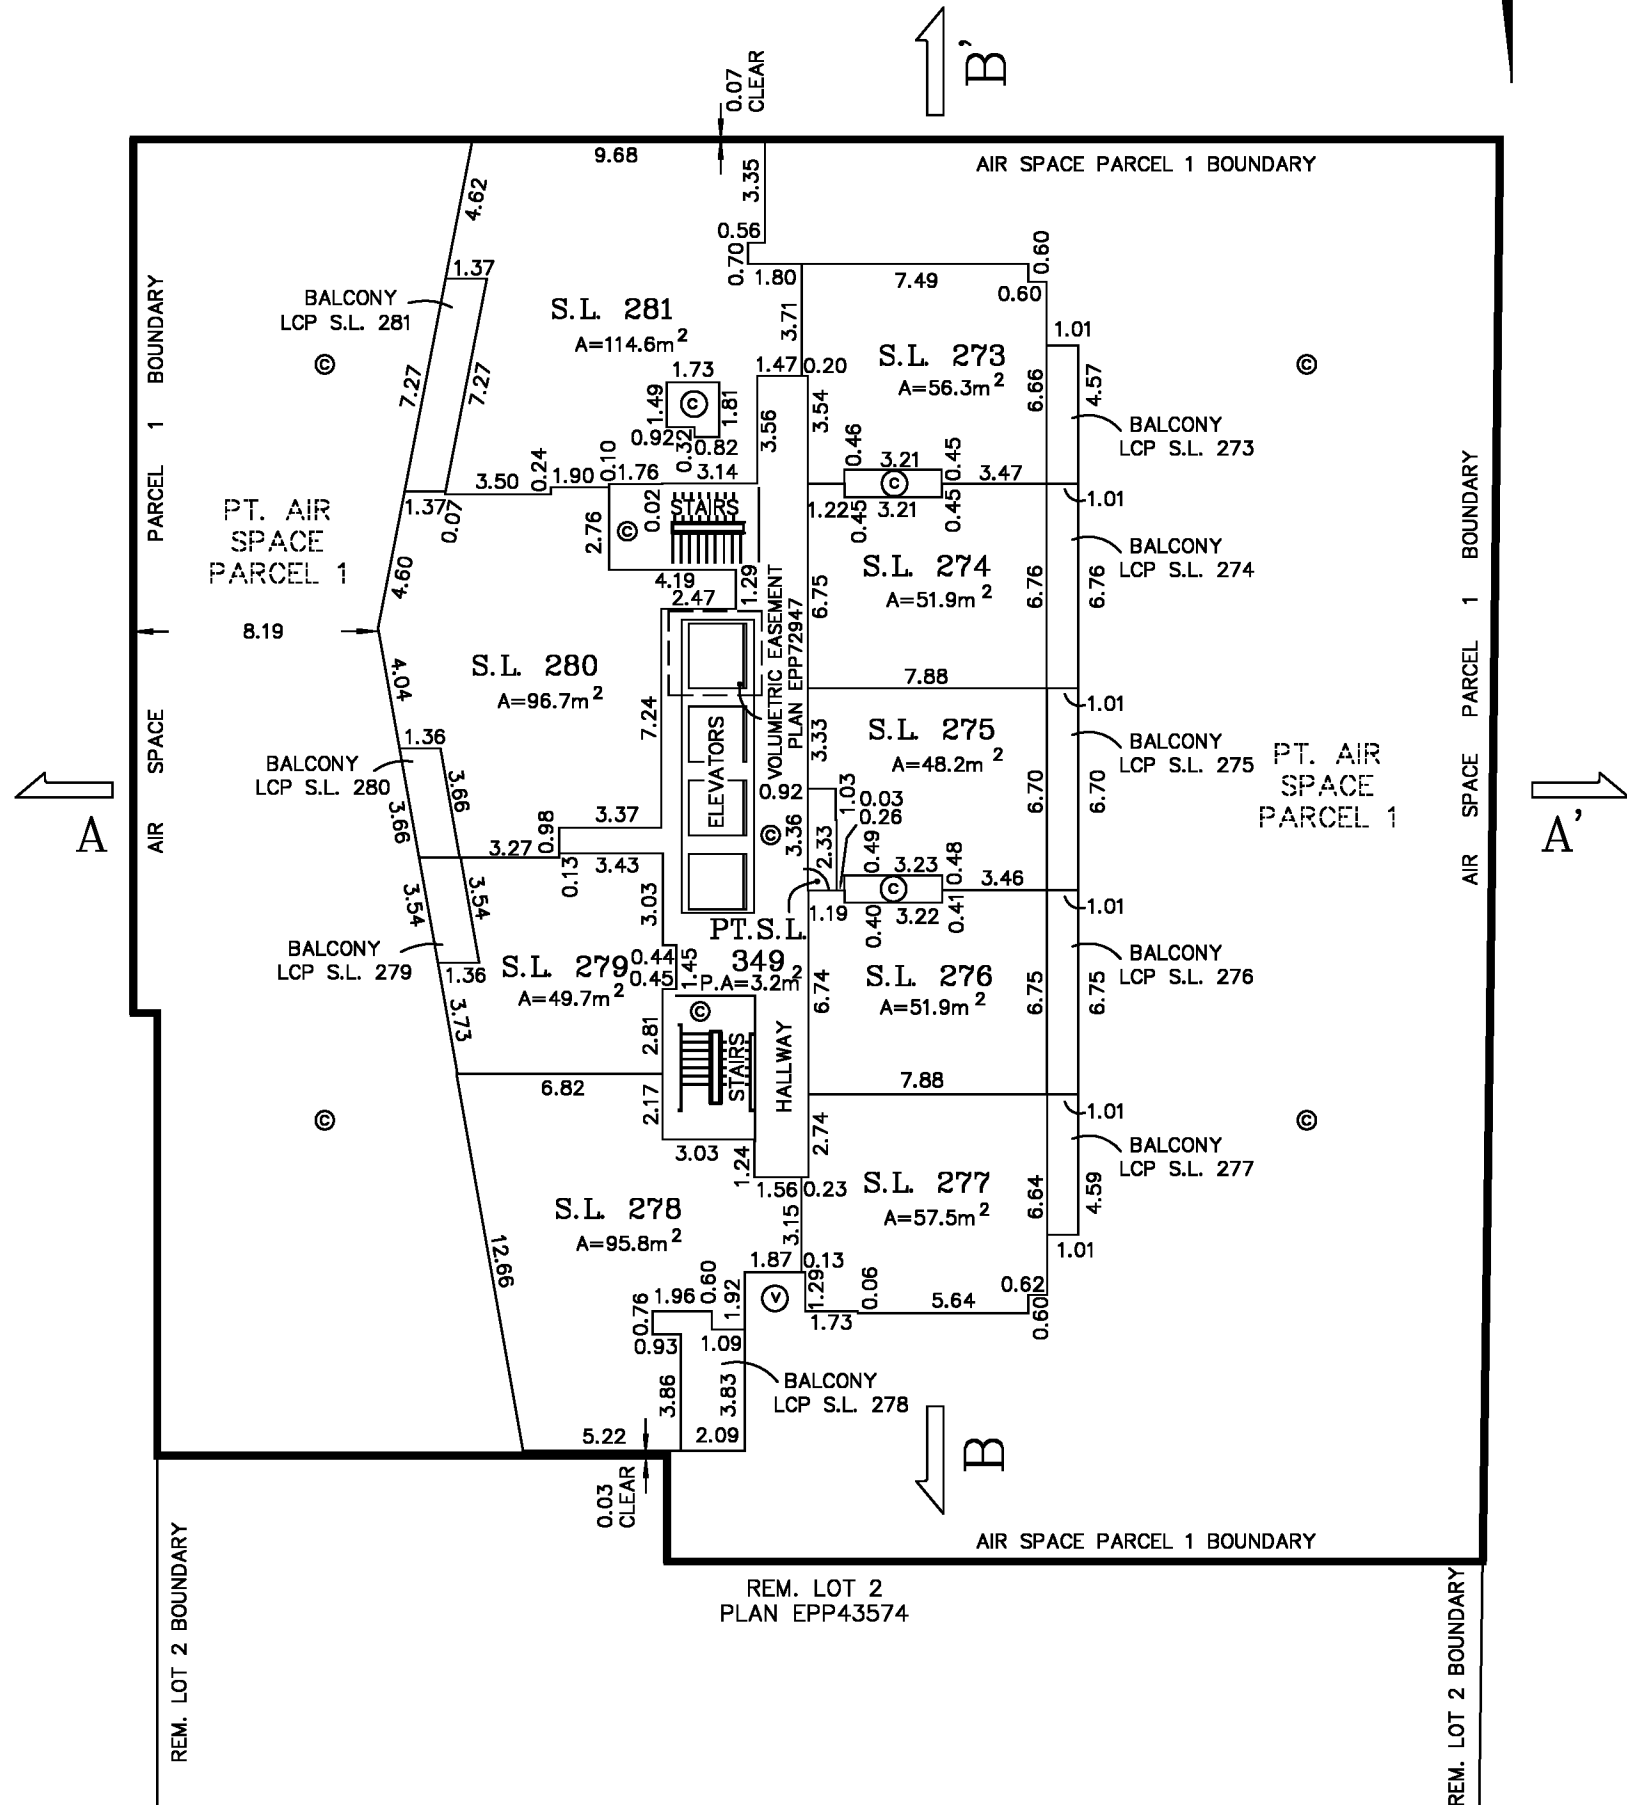 B'
0.07
CLEAR
9.68
AIR SPACE PARCEL 1 BOUNDARY
3.35
4.62
0.56
0.70
1.80
7.49
0.60
0.60
1.37
BALCONY
LCP S.L. 281
S.L. 281
A=114.6m2
3.71
1.01
S.L. 273
A=56.3m2
AIR SPACE PARCEL 1 BOUNDARY
©
7.27
7.27
1.73
1.47
0.20
6.66
4.57
©
1.49
©
1.81
3.56
3.54
BALCONY
LCP S.L. 273
0.92
0.32
0.82
0.46
3.21
0.45
3.47
3.50
0.24
1.90
0.10
1.76
3.14
©
1.37
0.07
0.02
STAIRS
1.22
0.45
3.21
0.45
1.01
PT. AIR
SPACE
PARCEL 1
2.76
©
4.60
4.19
2.47
1.29
VOLUMETRIC EASEMENT
PLAN EPP72947
6.75
S.L. 274
A=51.9m2
6.76
6.76
BALCONY
LCP S.L. 274
AIR SPACE PARCEL 1 BOUNDARY
8.19
4.04
S.L. 280
A=96.7m2
7.24
7.88
1.01
1.36
BALCONY
LCP S.L. 280
3.66
3.66
ELEVATORS
3.33
S.L. 275
A=48.2m2
6.70
6.70
BALCONY
LCP S.L. 275
PT. AIR
SPACE
PARCEL 1
A
A'
0.92
1.03
0.03
0.26
3.37
0.98
3.27
0.13
3.43
©
3.36
2.33
0.49
3.23
0.48
3.46
©
3.54
3.54
3.03
1.19
0.40
3.22
0.41
1.01
BALCONY
LCP S.L. 279
1.36
S.L. 279
A=49.7m2
0.44
0.45
1.45
PT.S.L.
349
P.A=3.2m2
6.74
S.L. 276
A=51.9m2
6.75
6.75
BALCONY
LCP S.L. 276
3.73
2.81
©
STAIRS
HALLWAY
6.82
2.17
7.88
1.01
©
©
3.03
1.24
2.74
BALCONY
LCP S.L. 277
1.56
0.23
S.L. 277
A=57.5m2
6.64
4.59
S.L. 278
A=95.8m2
3.15
12.66
1.87
0.13
1.01
0.76
1.96
0.60
1.92
V
1.29
0.06
5.64
0.62
0.60
0.93
1.09
1.73
3.86
3.83
BALCONY
LCP S.L. 278
5.22
2.09
B
0.03
CLEAR
AIR SPACE PARCEL 1 BOUNDARY
REM. LOT 2
PLAN EPP43574
REM. LOT 2 BOUNDARY
REM. LOT 2 BOUNDARY